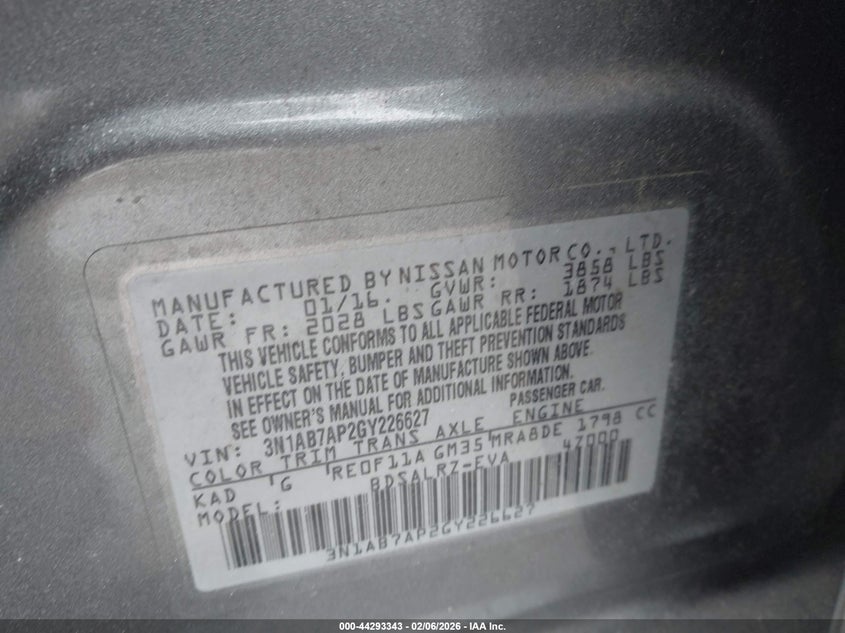 MANUFACTURED BY NISSAN MOTOR CO., LTD.
DATE: 01/16. GVWR: 3858 LBS
GAWR FR: 2028 LBS GAWR RR: 1874 LBS
THIS VEHICLE CONFORMS TO ALL APPLICABLE FEDERAL MOTOR
VEHICLE SAFETY, BUMPER AND THEFT PREVENTION STANDARDS
IN EFFECT ON THE DATE OF MANUFACTURE SHOWN ABOVE.
SEE OWNER'S MANUAL FOR ADDITIONAL INFORMATION.
VIN: 3N1AB7AP2GY226627 PASSENGER CAR.
COLOR TRIM TRANS AXLE ENGINE
KAD G RE0F11A GM35 MRA8DE 1798 CC
MODEL: BDSALRZ-EVA 4Z000
3N1AB7AP2GY226627
000-44293343 - 02/06/2026 - IAA Inc.